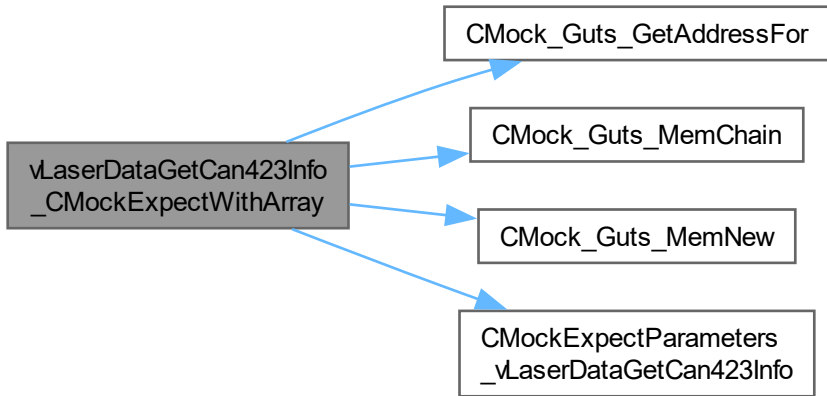 CMock_Guts_GetAddressFor
CMock_Guts_MemChain
vLaserDataGetCan423Info
_CMockExpectWithArray
CMock_Guts_MemNew
CMockExpectParameters
_vLaserDataGetCan423Info